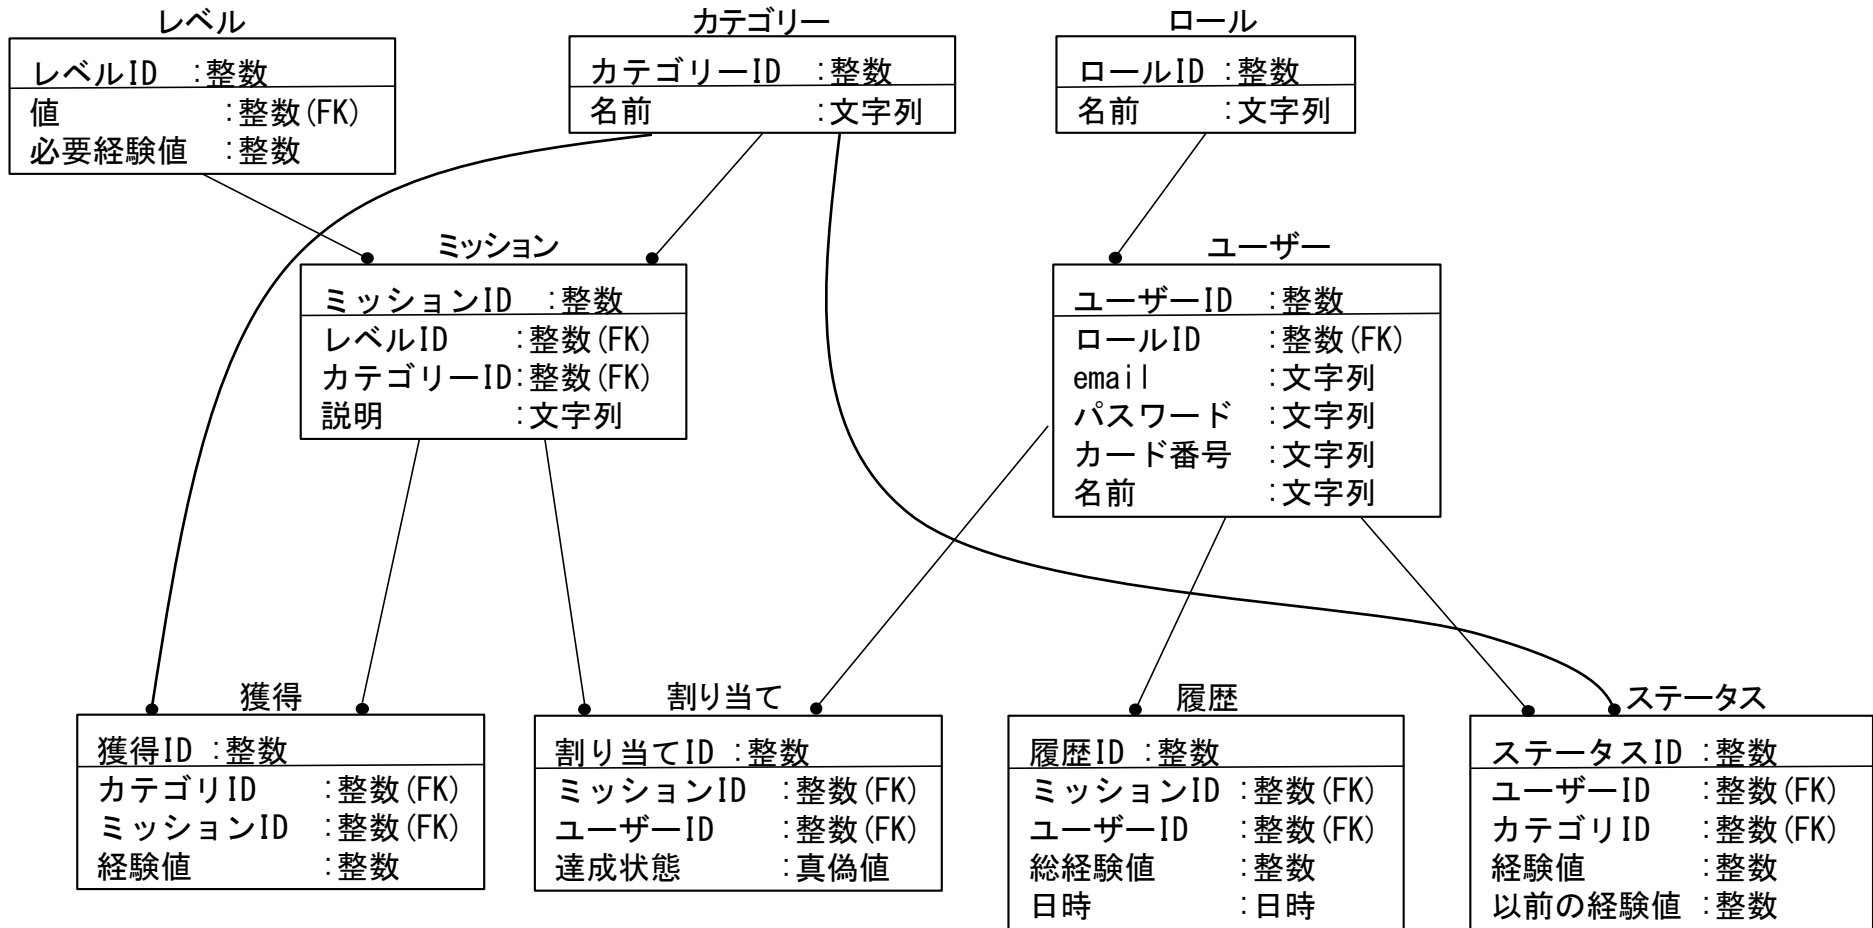 レベル
レベルID :整数
値 :整数(FK)
必要経験値 :整数
カテゴリー
カテゴリーID :整数
名前 :文字列
ロール
ロールID :整数
名前 :文字列
ミッション
ミッションID :整数
レベルID :整数(FK)
カテゴリーID:整数(FK)
説明 :文字列
ユーザー
ユーザーID :整数
ロールID :整数(FK)
email :文字列
パスワード :文字列
カード番号 :文字列
名前 :文字列
獲得
獲得ID :整数
カテゴリID :整数(FK)
ミッションID :整数(FK)
経験値 :整数
割り当て
割り当てID :整数
ミッションID :整数(FK)
ユーザーID :整数(FK)
達成状態 :真偽値
履歴
履歴ID :整数
ミッションID :整数(FK)
ユーザーID :整数(FK)
総経験値 :整数
日時 :日時
ステータス
ステータスID :整数
ユーザーID :整数(FK)
カテゴリID :整数(FK)
経験値 :整数
以前の経験値 :整数